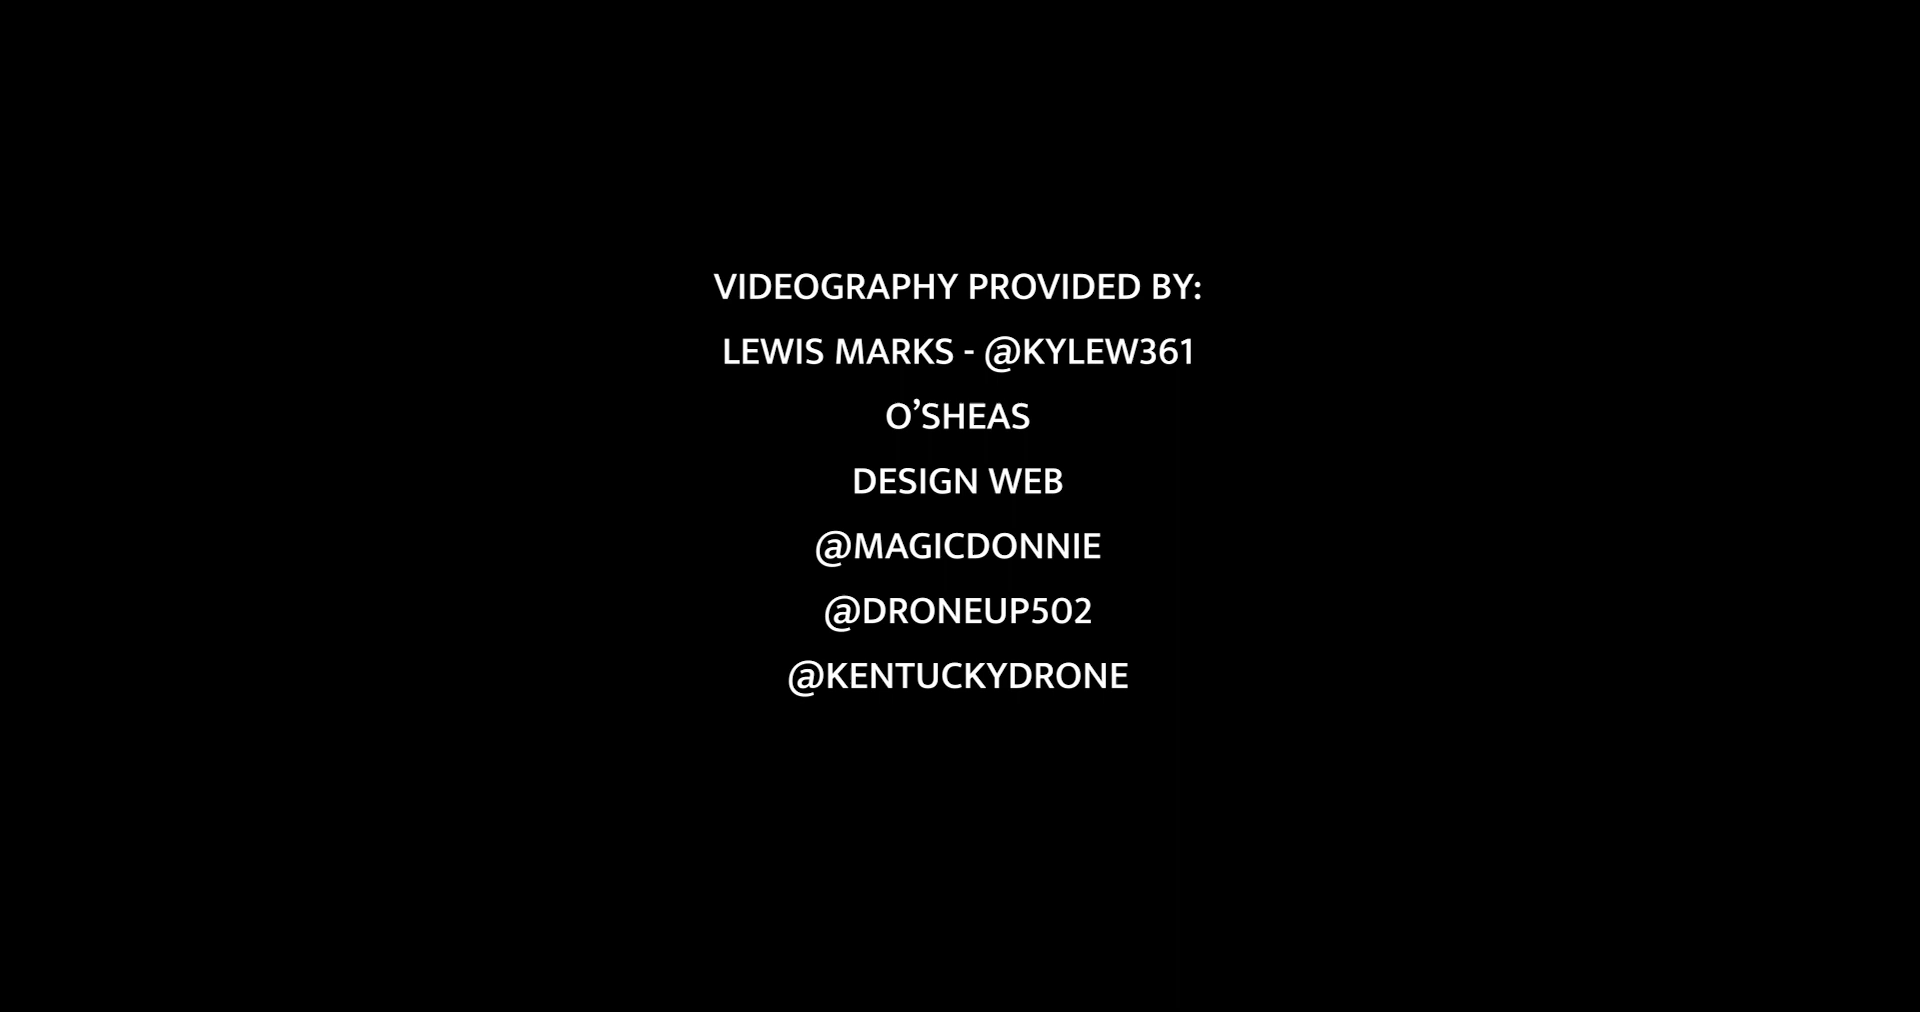 VIDEOGRAPHY PROVIDED BY:
LEWIS MARKS - @KYLEW361
O’SHEAS
DESIGN WEB
@MAGICDONNIE
@DRONEUP502
@KENTUCKYDRONE